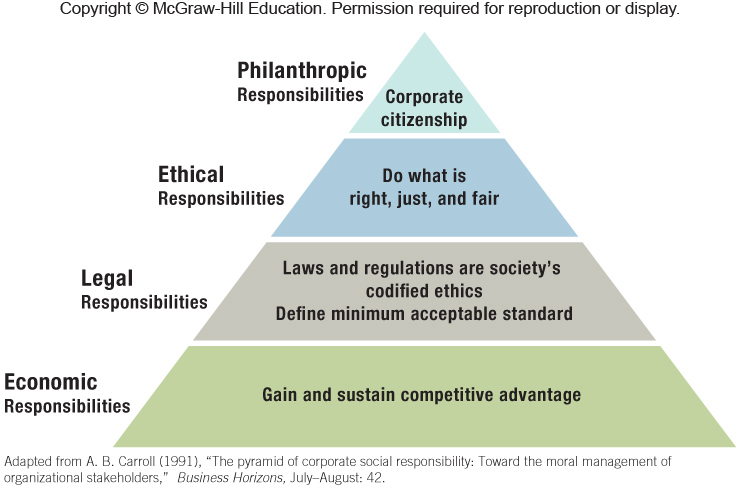 Copyright © McGraw-Hill Education. Permission required for reproduction or display.
Philanthropic
Responsibilities
Corporate
citizenship
Ethical
Responsibilities
Do what is
right, just, and fair
Legal
Responsibilities
Laws and regulations are society's
codified ethics
Define minimum acceptable standard
Economic
Responsibilities
Gain and sustain competitive advantage
Adapted from A. B. Carroll (1991), “The pyramid of corporate social responsibility: Toward the moral management of
organizational stakeholders,” Business Horizons, July–August: 42.